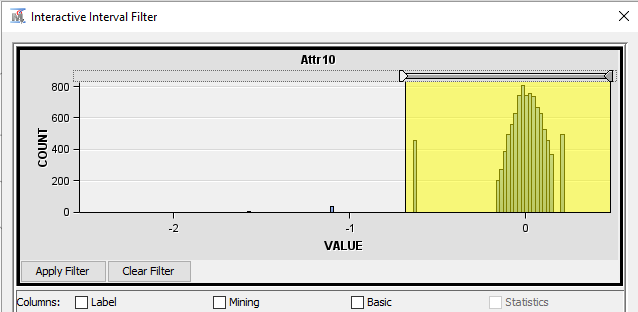 Interactive Interval Filter
Attr10
800
600
400
200
0
COUNT
-2 -1 0
VALUE
Apply Filter Clear Filter
Columns: Label Mining Basic Statistics